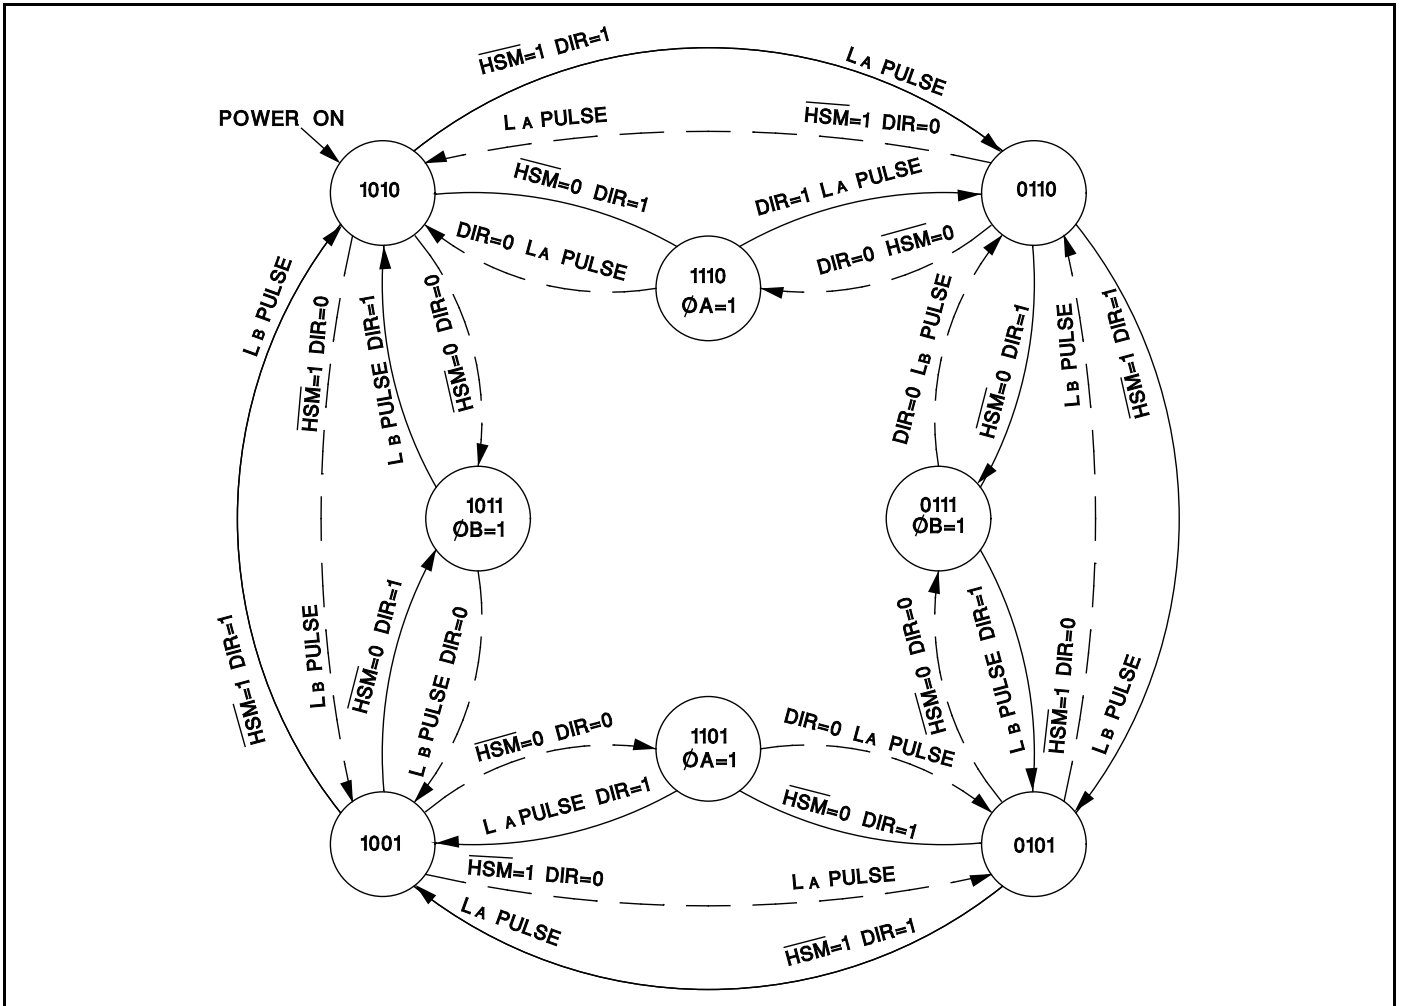 HSM=1 DIR=1
LA PULSE
POWER ON
LA PULSE
HSM=1 DIR=0
1010
HSM=0 DIR=1
DIR=1 LA PULSE
0110
DIR=0 LA PULSE
DIR=0 HSM=0
1110
ØA=1
LB PULSE
HSM=1 DIR=0
LB PULSE DIR=1
HSM=0 DIR=0
DIR=0 LB PULSE
HSM=0 DIR=1
LB PULSE
HSM=1 DIR=1
1011
ØB=1
0111
ØB=1
HSM=1 DIR=1
LB PULSE
HSM=0 DIR=1
LB PULSE DIR=0
HSM=0 DIR=0
LB PULSE DIR=1
HSM=1 DIR=0
LB PULSE
HSM=0 DIR=0
1101
ØA=1
DIR=0 LA PULSE
LA PULSE DIR=1
HSM=0 DIR=1
1001
0101
HSM=1 DIR=0
LA PULSE
LA PULSE
HSM=1 DIR=1